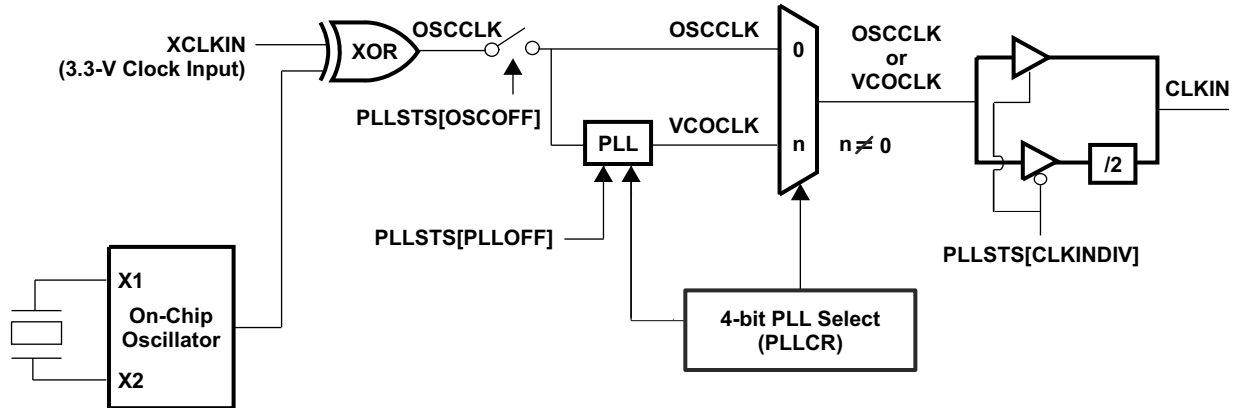 XCLKIN
(3.3-V Clock Input)
XOR
OSCCLK
PLLSTS[OSCOFF]
OSCCLK
0
PLL
VCOCLK
n
n ≠ 0
OSCCLK
or
VCOCLK
CLKIN
/2
PLLSTS[PLLOFF]
PLLSTS[CLKINDIV]
X1
On-Chip
Oscillator
X2
4-bit PLL Select
(PLLCR)